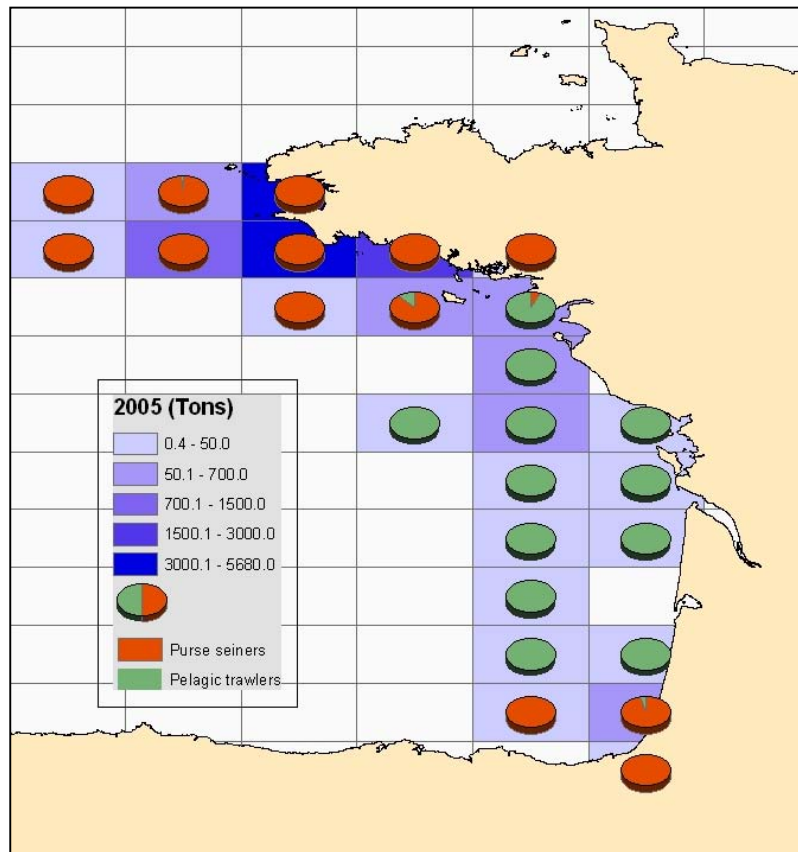 2005 (Tons)
0.4 - 50.0
50.1 - 700.0
700.1 - 1500.0
1500.1 - 3000.0
3000.1 - 5680.0
Purse seiners
Pelagic trawlers